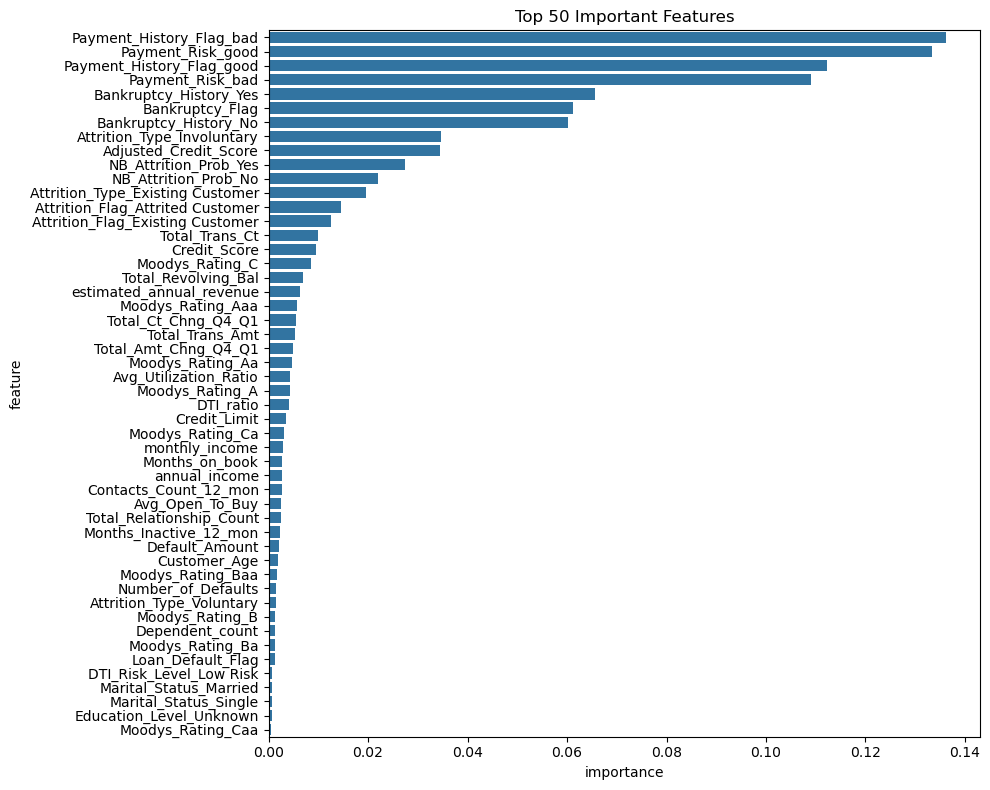 Top 50 Important Features
Payment_History_Flag_bad
Payment_Risk_good
Payment_History_Flag_good
Payment_Risk_bad
Bankruptcy_History_Yes
Bankruptcy_Flag
Bankruptcy_History_No
Attrition_Type_Involuntary
Adjusted_Credit_Score
NB_Attrition_Prob_Yes
NB_Attrition_Prob_No
Attrition_Type_Existing Customer
Attrition_Flag_Attrited Customer
Attrition_Flag_Existing Customer
Total_Trans_Ct
Credit_Score
Moodys_Rating_C
Total_Revolving_Bal
estimated_annual_revenue
Moodys_Rating_Aaa
Total_Ct_Chng_Q4_Q1
Total_Trans_Amt
Total_Amt_Chng_Q4_Q1
Moodys_Rating_Aa
Avg_Utilization_Ratio
Moodys_Rating_A
DTI_ratio
Credit_Limit
Moodys_Rating_Ca
monthly_income
Months_on_book
annual_income
Contacts_Count_12_mon
Avg_Open_To_Buy
Total_Relationship_Count
Months_Inactive_12_mon
Default_Amount
Customer_Age
Moodys_Rating_Baa
Number_of_Defaults
Attrition_Type_Voluntary
Moodys_Rating_B
Dependent_count
Moodys_Rating_Ba
Loan_Default_Flag
DTI_Risk_Level_Low Risk
Marital_Status_Married
Marital_Status_Single
Education_Level_Unknown
Moodys_Rating_Caa
feature
0.00 0.02 0.04 0.06 0.08 0.10 0.12 0.14
importance